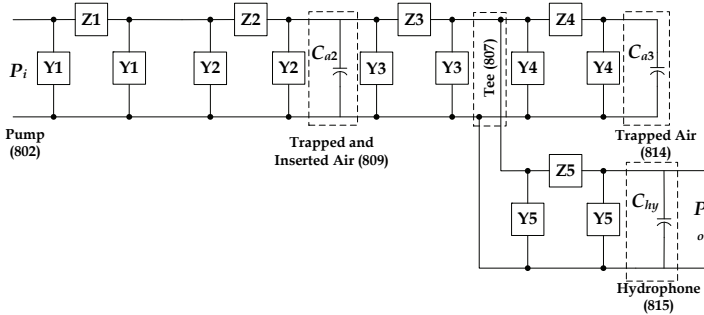 Z1
Z2
Z3
Z4
P i
Y1
Y1
Y2
Y2
C a2
Y3
Y3
Tee (807)
Y4
Y4
C a3
Pump
(802)
Trapped and
Inserted Air (809)
Trapped Air
(814)
Z5
Y5
Y5
C hy
P
o
Hydrophone
(815)